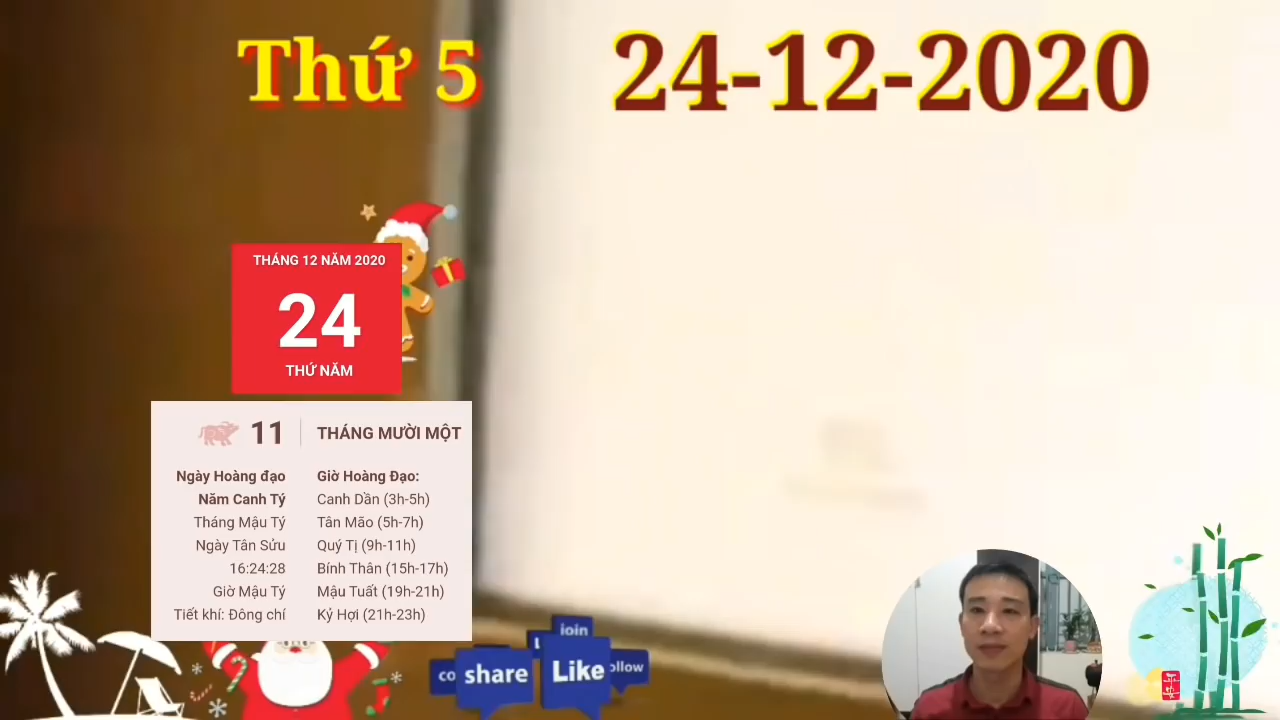 Thứ 5 24-12-2020
THÁNG 12 NĂM 2020
24
THỨ NĂM
11 THÁNG MƯỜI MỘT
Ngày Hoàng đạo
Năm Canh Tý
Tháng Mậu Tý
Ngày Tân Sửu
16:24:28
Giờ Mậu Tý
Tiết khí: Đông chí
Giờ Hoàng Đạo:
Canh Dần (3h-5h)
Tân Mão (5h-7h)
Quý Tị (9h-11h)
Bính Thân (15h-17h)
Mậu Tuất (19h-21h)
Kỷ Hợi (21h-23h)
join
co share Like ollow